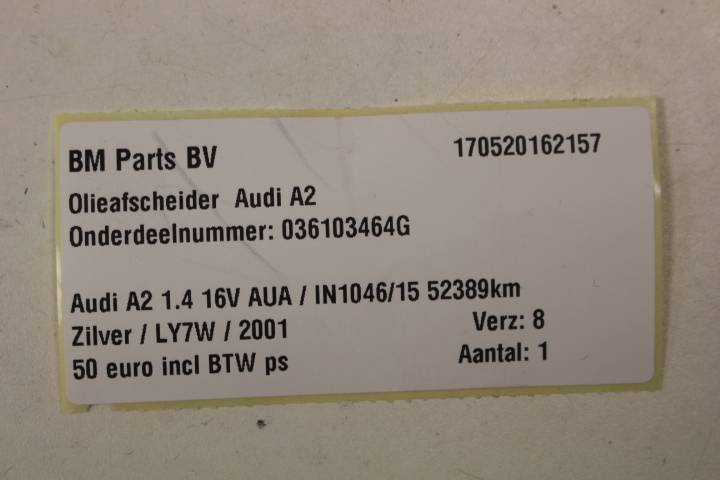 BM Parts BV 170520162157
Olieafscheider Audi A2
Onderdeelnummer: 036103464G
Audi A2 1.4 16V AUA / IN1046/15 52389km
Zilver / LY7W / 2001 Verz: 8
50 euro incl BTW ps Aantal: 1